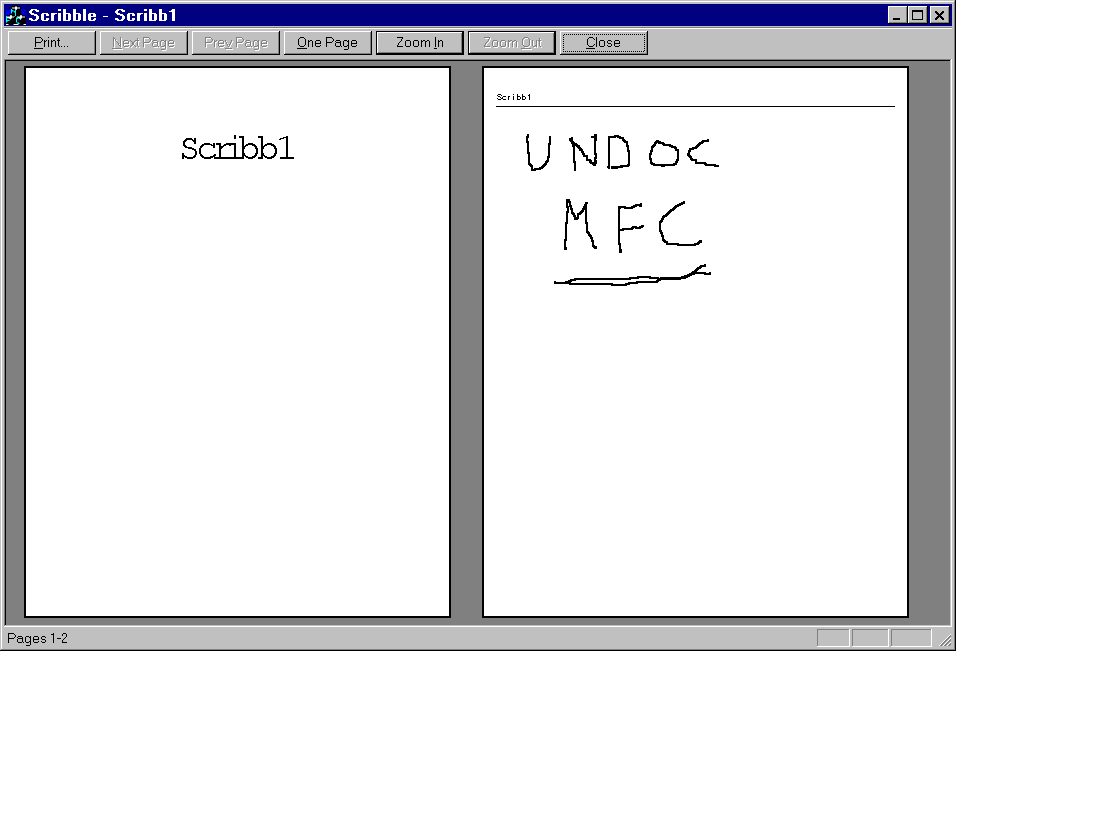 Scribble - Scribb1
Print... Next Page Prev Page One Page Zoom In Zoom Out Close
Scribb1
Scribb1
UNDOC
MFC
Pages 1-2